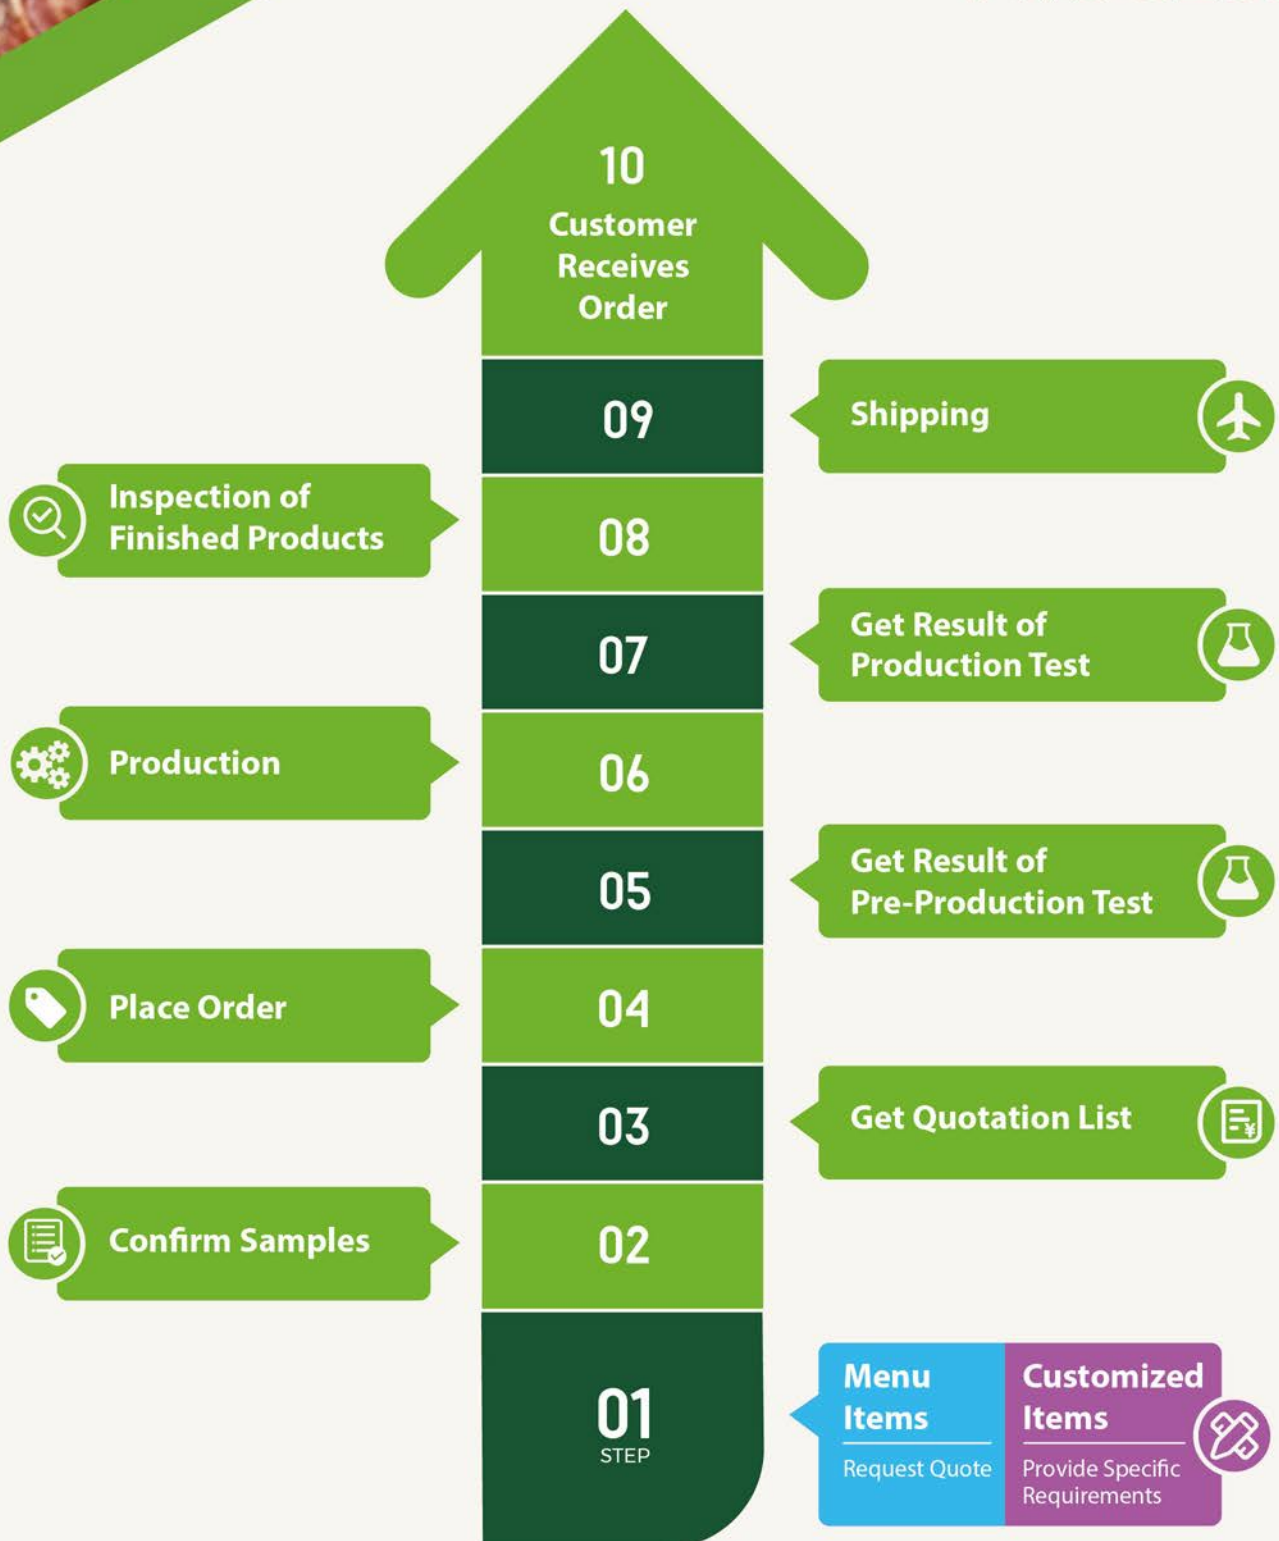 10
Customer
Receives
Order
09
Shipping
Inspection of
Finished Products
08
07
Get Result of
Production Test
Production
06
05
Get Result of
Pre-Production Test
Place Order
04
03
Get Quotation List
Confirm Samples
02
01
STEP
Menu
Items
Request Quote
Customized
Items
Provide Specific
Requirements